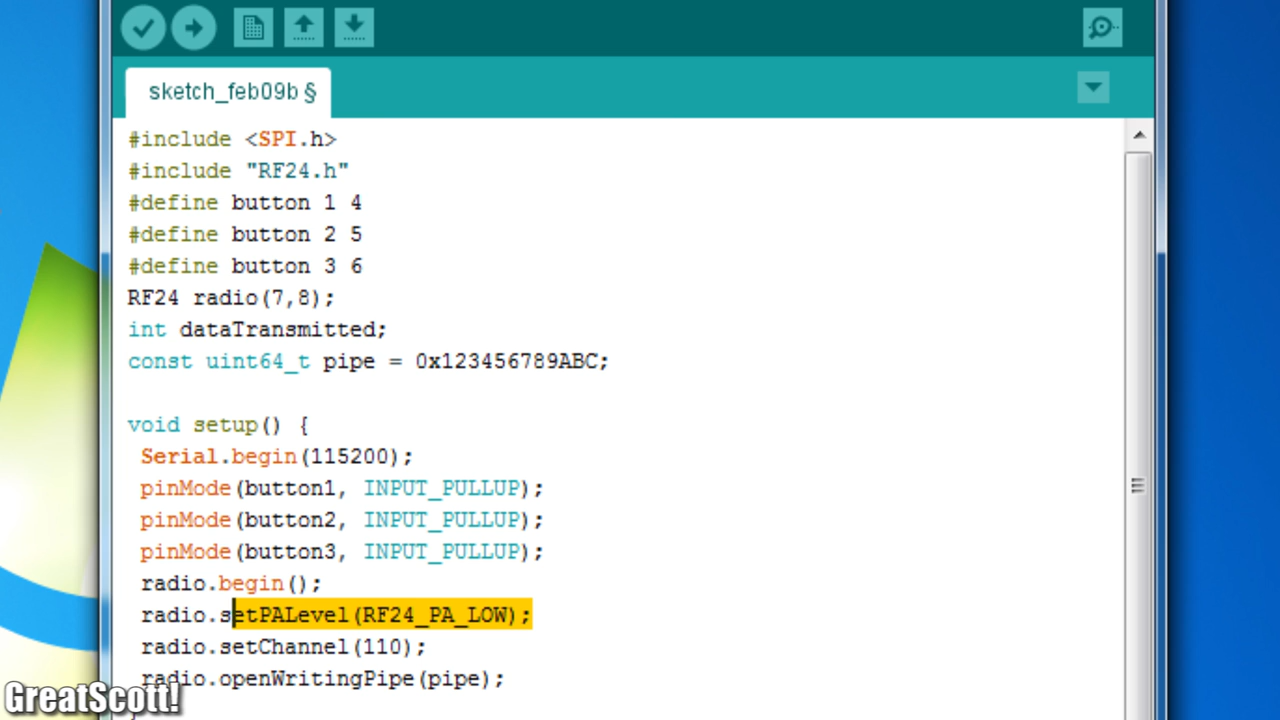 sketch_feb09b §
#include <SPI.h>
#include "RF24.h"
#define button 1 4
#define button 2 5
#define button 3 6
RF24 radio(7,8);
int dataTransmitted;
const uint64_t pipe = 0x123456789ABC;
void setup() {
Serial.begin(115200);
pinMode(button1, INPUT_PULLUP);
pinMode(button2, INPUT_PULLUP);
pinMode(button3, INPUT_PULLUP);
radio.begin();
radio.setPALevel(RF24_PA_LOW);
radio.setChannel(110);
radio.openWritingPipe(pipe);
GreatScott!